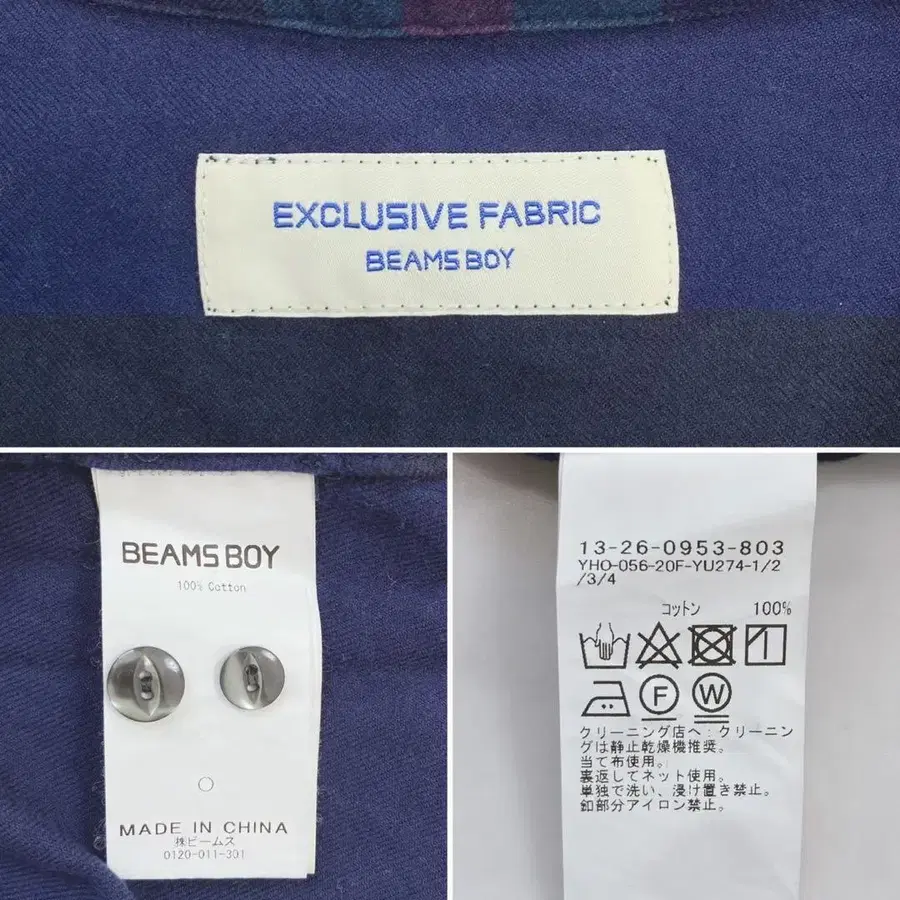 EXCLUSIVE FABRIC
BEAMS BOY
BEAMS BOY
100% Cotton
MADE IN CHINA
㈱ビームス
0120-011-301
13-26-0953-803
YHO-056-20F-YU274-1/2
/3/4
コットン 100%
F W
クリーニング店へ：クリーニン
グは静止乾燥機推奨。
当て布使用。
裏返してネット使用。
単独で洗い、浸け置き禁止。
釦部分アイロン禁止。